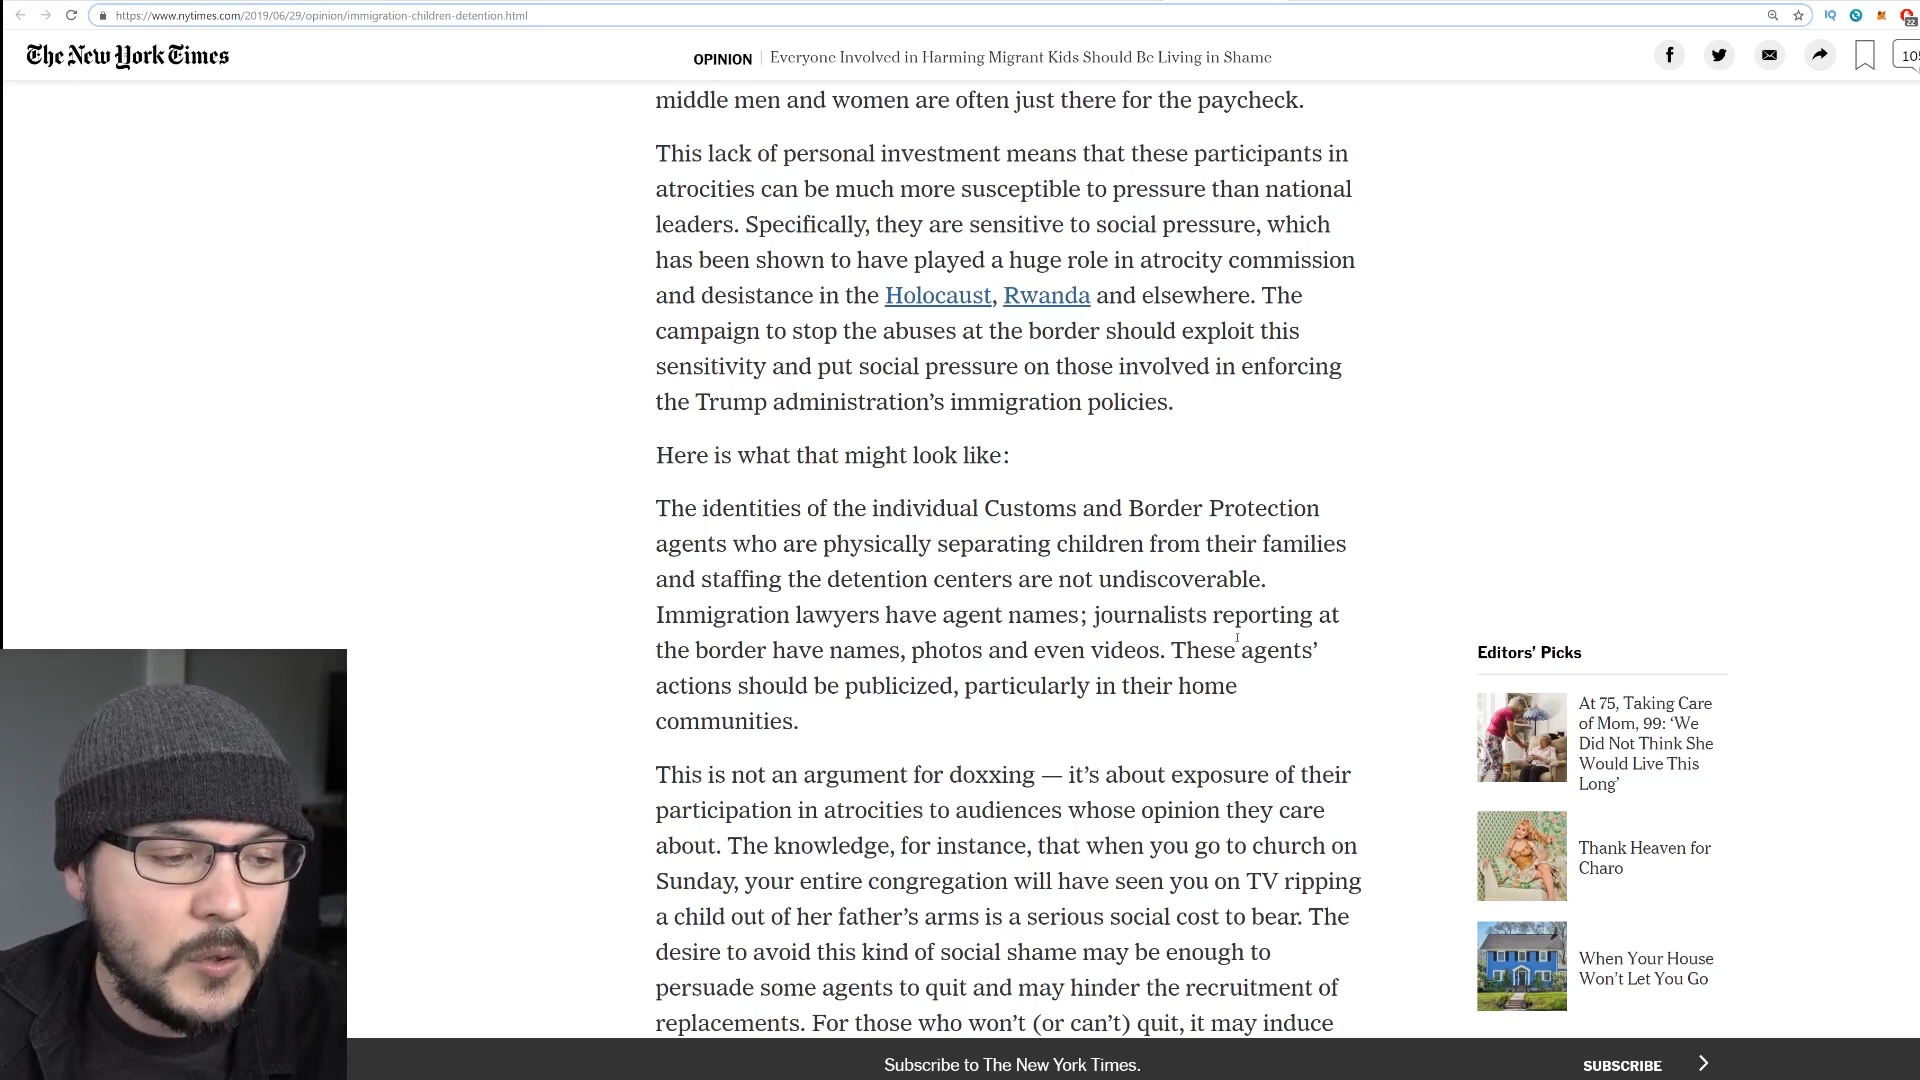 https://www.nytimes.com/2019/06/29/opinion/immigration-children-detention.html
IQ
22
The New York Times
OPINION | Everyone Involved in Harming Migrant Kids Should Be Living in Shame
105
middle men and women are often just there for the paycheck.
This lack of personal investment means that these participants in
atrocities can be much more susceptible to pressure than national
leaders. Specifically, they are sensitive to social pressure, which
has been shown to have played a huge role in atrocity commission
and desistance in the Holocaust, Rwanda and elsewhere. The
campaign to stop the abuses at the border should exploit this
sensitivity and put social pressure on those involved in enforcing
the Trump administration’s immigration policies.
Here is what that might look like:
The identities of the individual Customs and Border Protection
agents who are physically separating children from their families
and staffing the detention centers are not undiscoverable.
Immigration lawyers have agent names; journalists reporting at
the border have names, photos and even videos. These agents’
actions should be publicized, particularly in their home
communities.
This is not an argument for doxxing — it’s about exposure of their
participation in atrocities to audiences whose opinion they care
about. The knowledge, for instance, that when you go to church on
Sunday, your entire congregation will have seen you on TV ripping
a child out of her father’s arms is a serious social cost to bear. The
desire to avoid this kind of social shame may be enough to
persuade some agents to quit and may hinder the recruitment of
replacements. For those who won’t (or can’t) quit, it may induce
Editors’ Picks
At 75, Taking Care
of Mom, 99: ‘We
Did Not Think She
Would Live This
Long’
Thank Heaven for
Charo
When Your House
Won’t Let You Go
Subscribe to The New York Times.
SUBSCRIBE